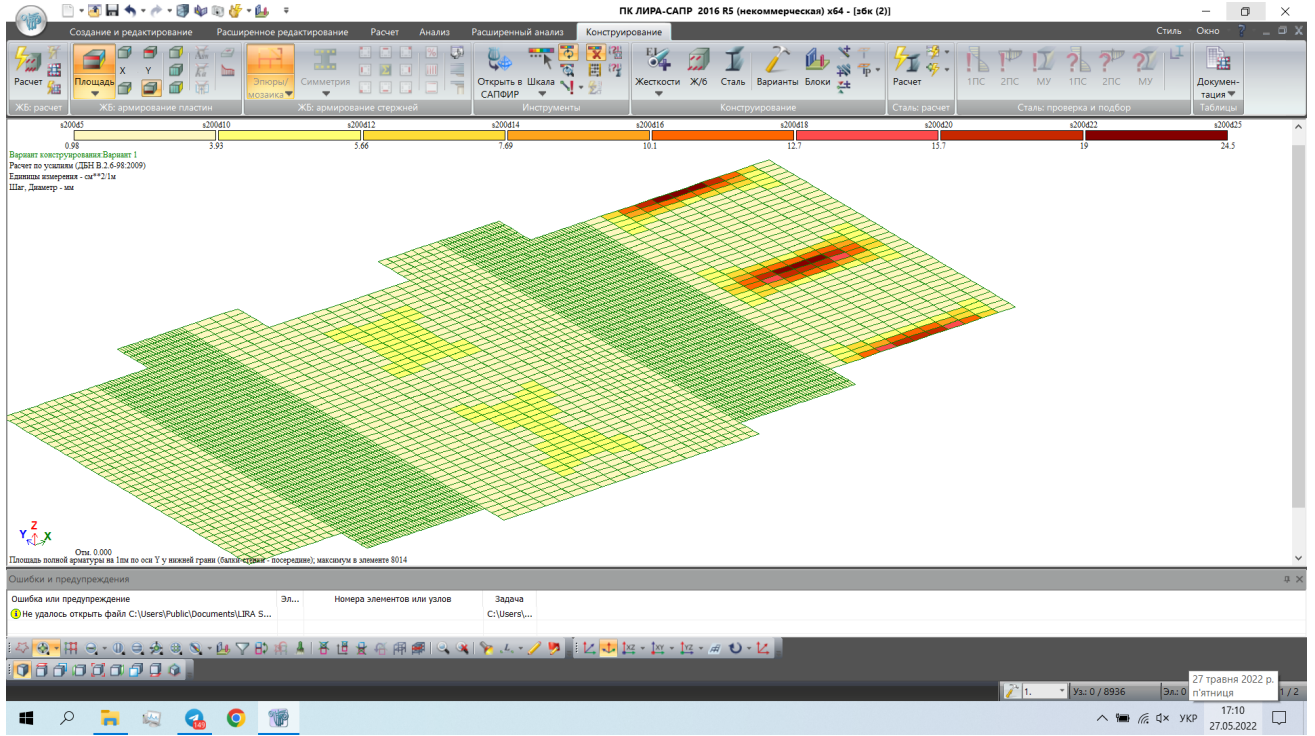 ПК ЛИРА-САПР 2016 R5 (некоммерческая) x64 - [збк (2)]
Создание и редактирование Расширенное редактирование Расчет Анализ Расширенный анализ Конструирование Стиль Окно
Расчет Площадь X Y Эпюры/ мозаика Симметрия Открыть в САПФИР Шкала Жесткости Ж/б Сталь Варианты Блоки Расчет 1ПС 2ПС МУ 1ПС 2ПС МУ Докумен- тация
ЖБ: расчет ЖБ: армирование пластин ЖБ: армирование стержней Инструменты Конструирование Сталь: расчет Сталь: проверка и подбор Таблицы
s200d5 s200d10 s200d12 s200d14 s200d16 s200d18 s200d20 s200d22 s200d25
0.98 3.93 5.66 7.69 10.1 12.7 15.7 19 24.5
Вариант конструирования:Вариант 1
Расчет по усилиям (ДБН В.2.6-98:2009)
Единицы измерения - см**2/1м
Шаг, Диаметр - мм
Z
Y X
Отм. 0.000
Площадь полной арматуры на 1пм по оси Y у нижней грани (балки-стенки - посередине); максимум в элементе 8014
Ошибки и предупреждения
Ошибка или предупреждение Эл... Номера элементов или узлов Задача
Не удалось открыть файл C:\Users\Public\Documents\LIRA S... C:\Users\...
XZ XY YZ
27 травня 2022 р.
п'ятниця
1. Уз.: 0 / 8936 Эл.: 0 1 / 2
149
УКР
17:10
27.05.2022